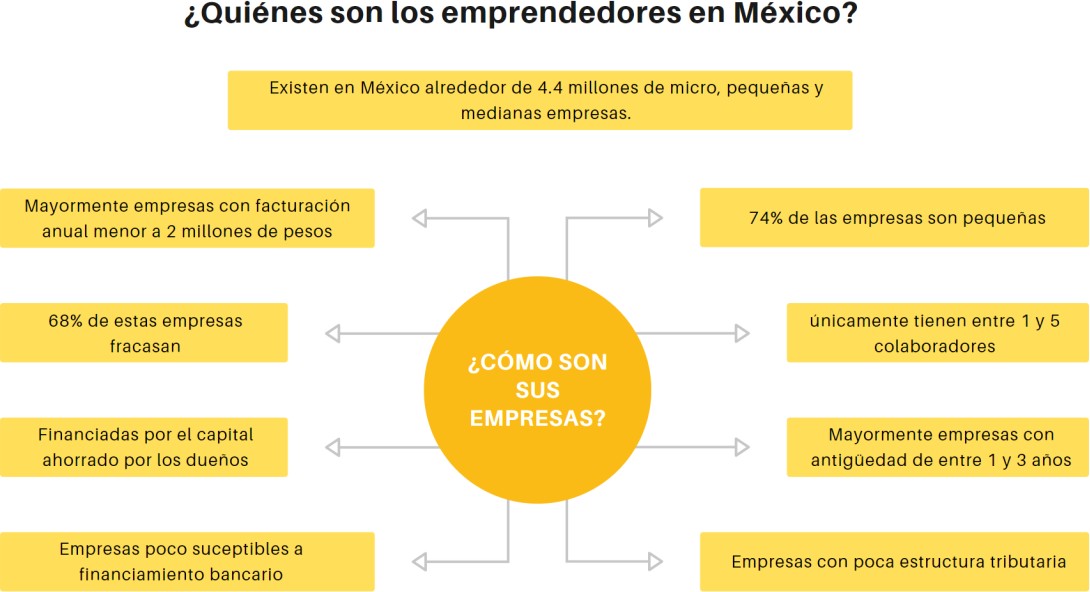 ¿Quiénes son los emprendedores en México?
Existen en México alrededor de 4.4 millones de micro, pequeñas y
medianas empresas.
Mayormente empresas con facturación
anual menor a 2 millones de pesos
74% de las empresas son pequeñas
68% de estas empresas
fracasan
únicamente tienen entre 1 y 5
colaboradores
¿CÓMO SON
SUS
EMPRESAS?
Financiadas por el capital
ahorrado por los dueños
Mayormente empresas con
antigüedad de entre 1 y 3 años
Empresas poco suceptibles a
financiamiento bancario
Empresas con poca estructura tributaria